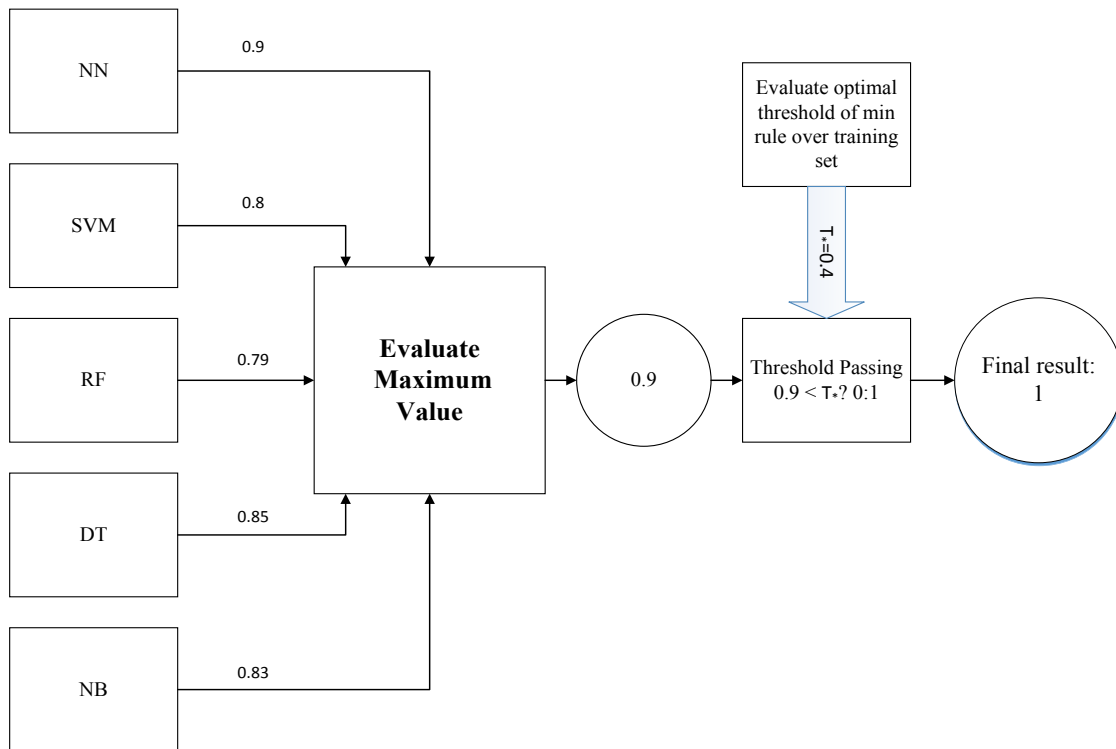 NN
0.9
SVM
0.8
RF
0.79
DT
0.85
NB
0.83
Evaluate
Maximum
Value
0.9
Evaluate optimal
threshold of min
rule over training
set
T*=0.4
Threshold Passing
0.9 < T*? 0:1
Final result:
1